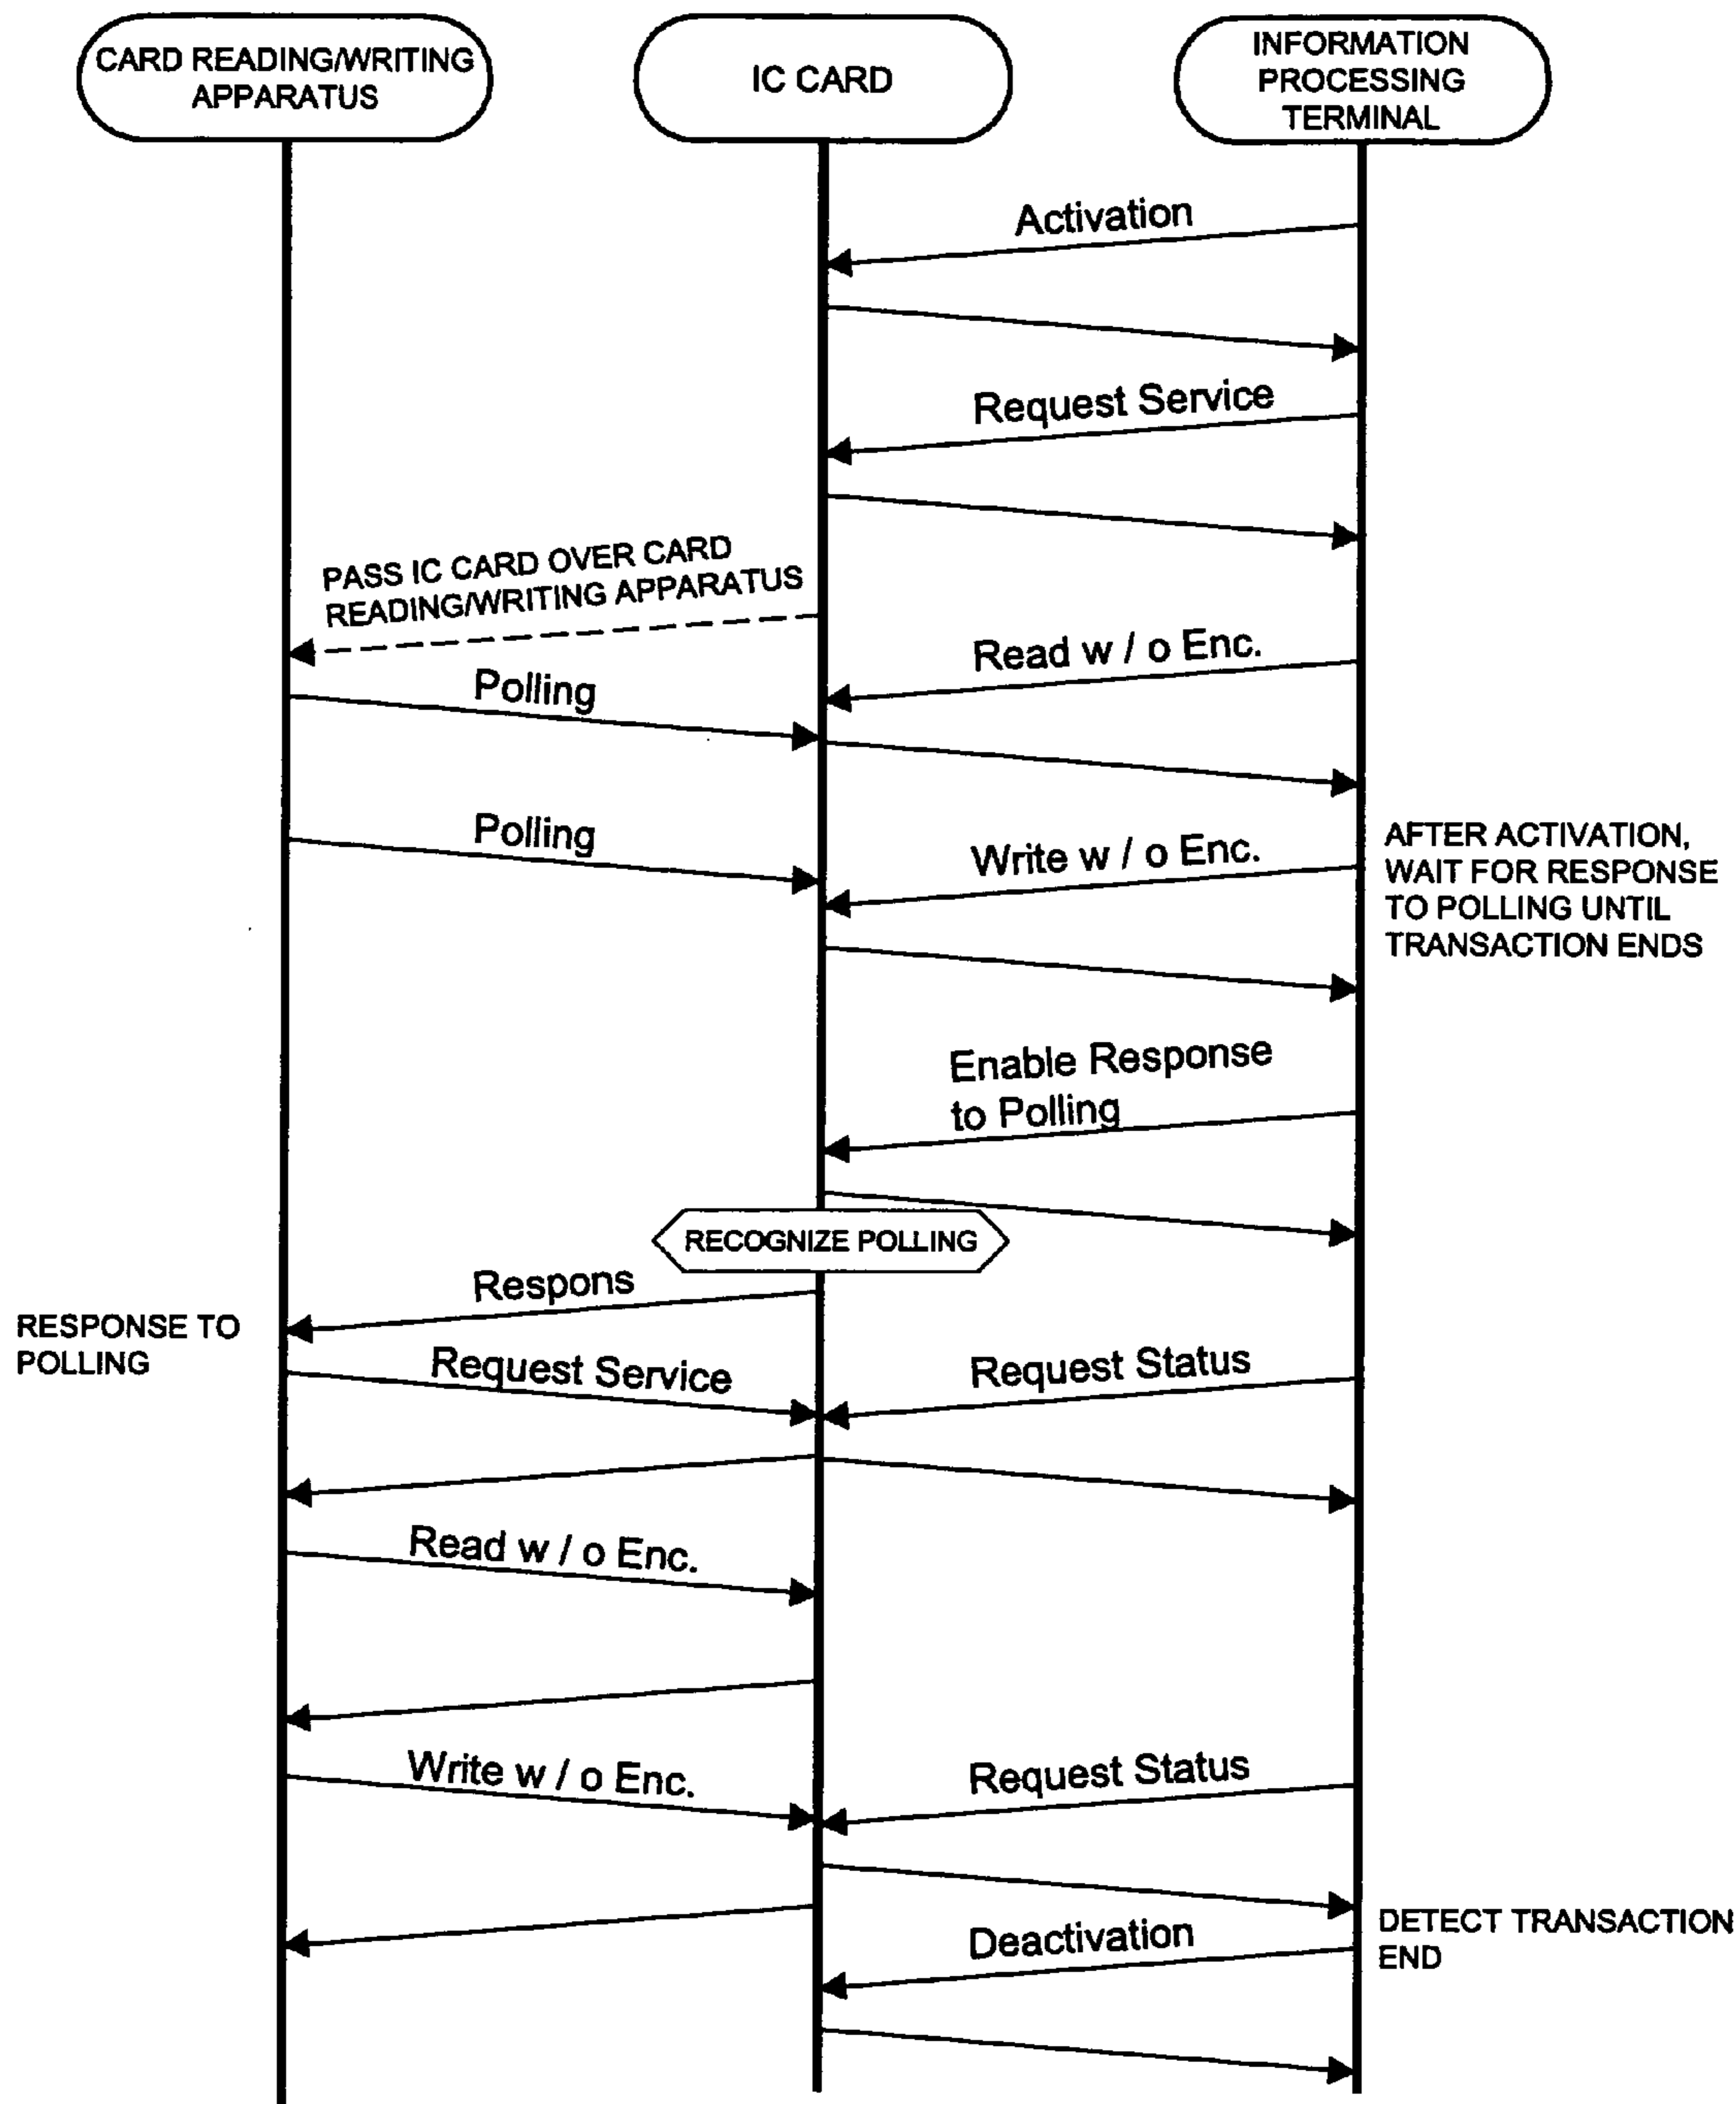 CARD READING/WRITING
APPARATUS
IC CARD
INFORMATION
PROCESSING
TERMINAL
Activation
Request Service
PASS IC CARD OVER CARD
READING/WRITING APPARATUS
Read w / o Enc.
Polling
Polling
Write w / o Enc.
AFTER ACTIVATION,
WAIT FOR RESPONSE
TO POLLING UNTIL
TRANSACTION ENDS
Enable Response
to Polling
RECOGNIZE POLLING
Respons
RESPONSE TO
POLLING
Request Service
Request Status
Read w / o Enc.
Write w / o Enc.
Request Status
DETECT TRANSACTION
END
Deactivation